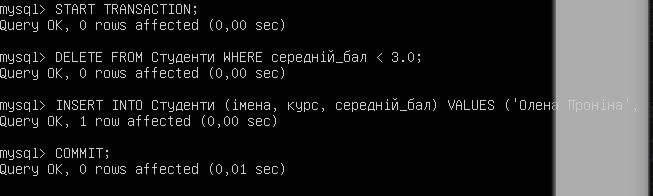 mysql> START TRANSACTION;
Query OK, 0 rows affected (0,00 sec)
mysql> DELETE FROM Студенти WHERE середній_бал < 3.0;
Query OK, 0 rows affected (0,00 sec)
mysql> INSERT INTO Студенти (імена, курс, середній_бал) VALUES ('Олена Проніна',
Query OK, 1 row affected (0,00 sec)
mysql> COMMIT;
Query OK, 0 rows affected (0,01 sec)